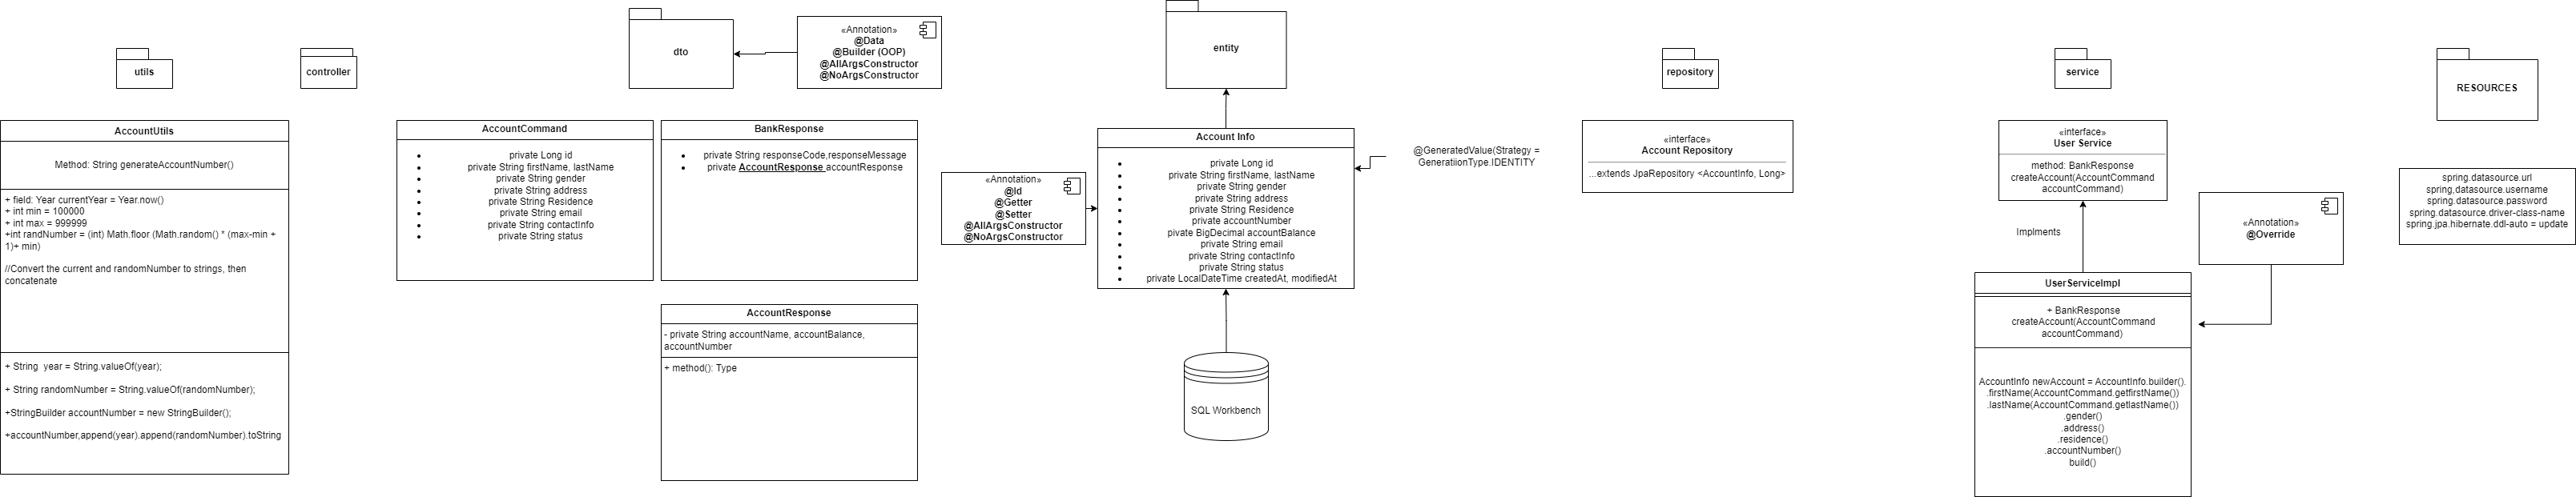 utils
controller
dto
«Annotation»
@Data
@Builder (OOP)
@AllArgsConstructor
@NoArgsConstructor
entity
repository
service
RESOURCES
AccountUtils
Method: String generateAccountNumber()
+ field: Year currentYear = Year.now()
+ int min = 100000
+ int max = 999999
+int randNumber = (int) Math.floor (Math.random() * (max-min +
1)+ min)
//Convert the current and randomNumber to strings, then
concatenate
+ String  year = String.valueOf(year);
+ String randomNumber = String.valueOf(randomNumber);
+StringBuilder accountNumber = new StringBuilder();
+accountNumber,append(year).append(randomNumber).toString
AccountCommand
• private Long id
• private String firstName, lastName
• private String gender
• private String address
• private String Residence
• private String email
• private String contactInfo
• private String status
BankResponse
• private String responseCode,responseMessage
• private AccountResponse accountResponse
AccountResponse
- private String accountName, accountBalance,
accountNumber
+ method(): Type
«Annotation»
@Id
@Getter
@Setter
@AllArgsConstructor
@NoArgsConstructor
Account Info
• private Long id
• private String firstName, lastName
• private String gender
• private String address
• private String Residence
• private accountNumber
• private BigDecimal accountBalance
• private String email
• private String contactInfo
• private String status
• private LocalDateTime createdAt, modifiedAt
SQL Workbench
@GeneratedValue(Strategy =
GeneratiionType.IDENTITY
«interface»
Account Repository
...extends JpaRepository <AccountInfo, Long>
«interface»
User Service
method: BankResponse
createAccount(AccountCommand
accountCommand)
Implments
«Annotation»
@Override
UserServiceImpl
+ BankResponse
createAccount(AccountCommand
accountCommand)
AccountInfo newAccount = AccountInfo.builder().
.firstName(AccountCommand.getfirstName())
.lastName(AccountCommand.getlastName())
.gender()
.address()
.residence()
.accountNumber()
build()
spring.datasource.url
spring,datasource.username
spring.datasource.password
spring.datasource.driver-class-name
spring.jpa.hibernate.ddl-auto = update